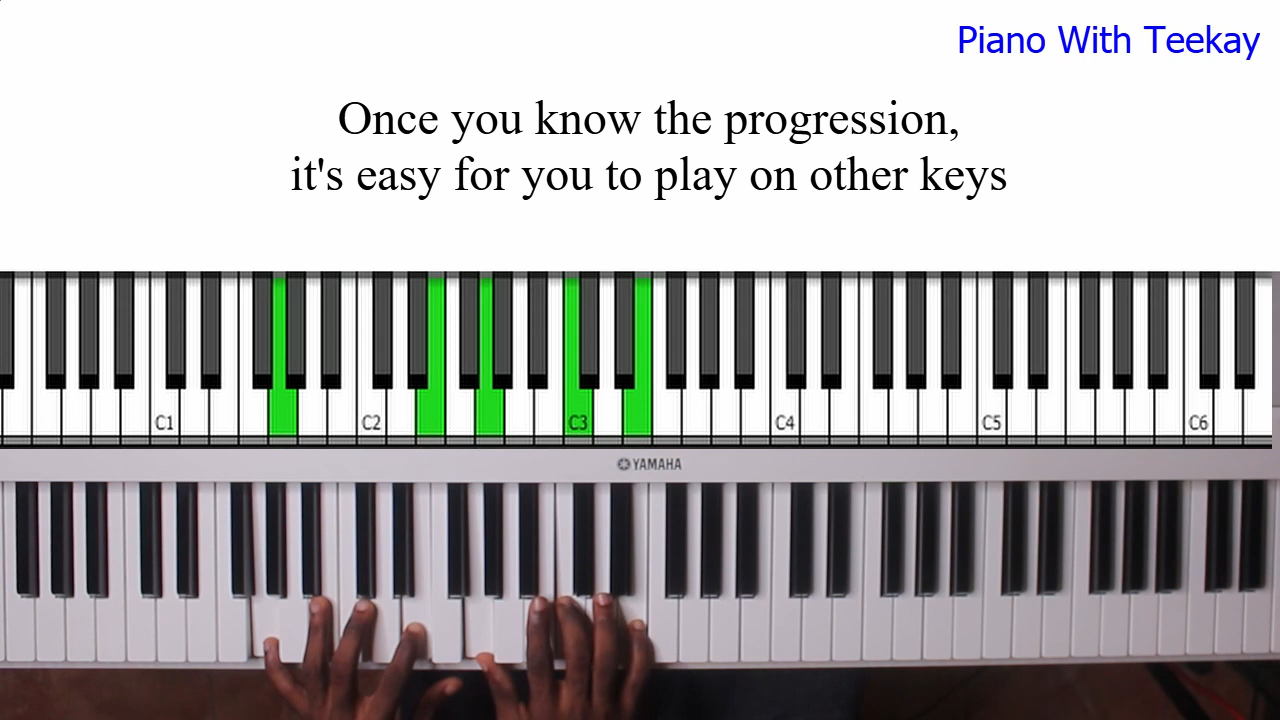 Piano With Teekay
Once you know the progression,
it's easy for you to play on other keys
C1 C2 C3 C4 C5 C6
YAMAHA